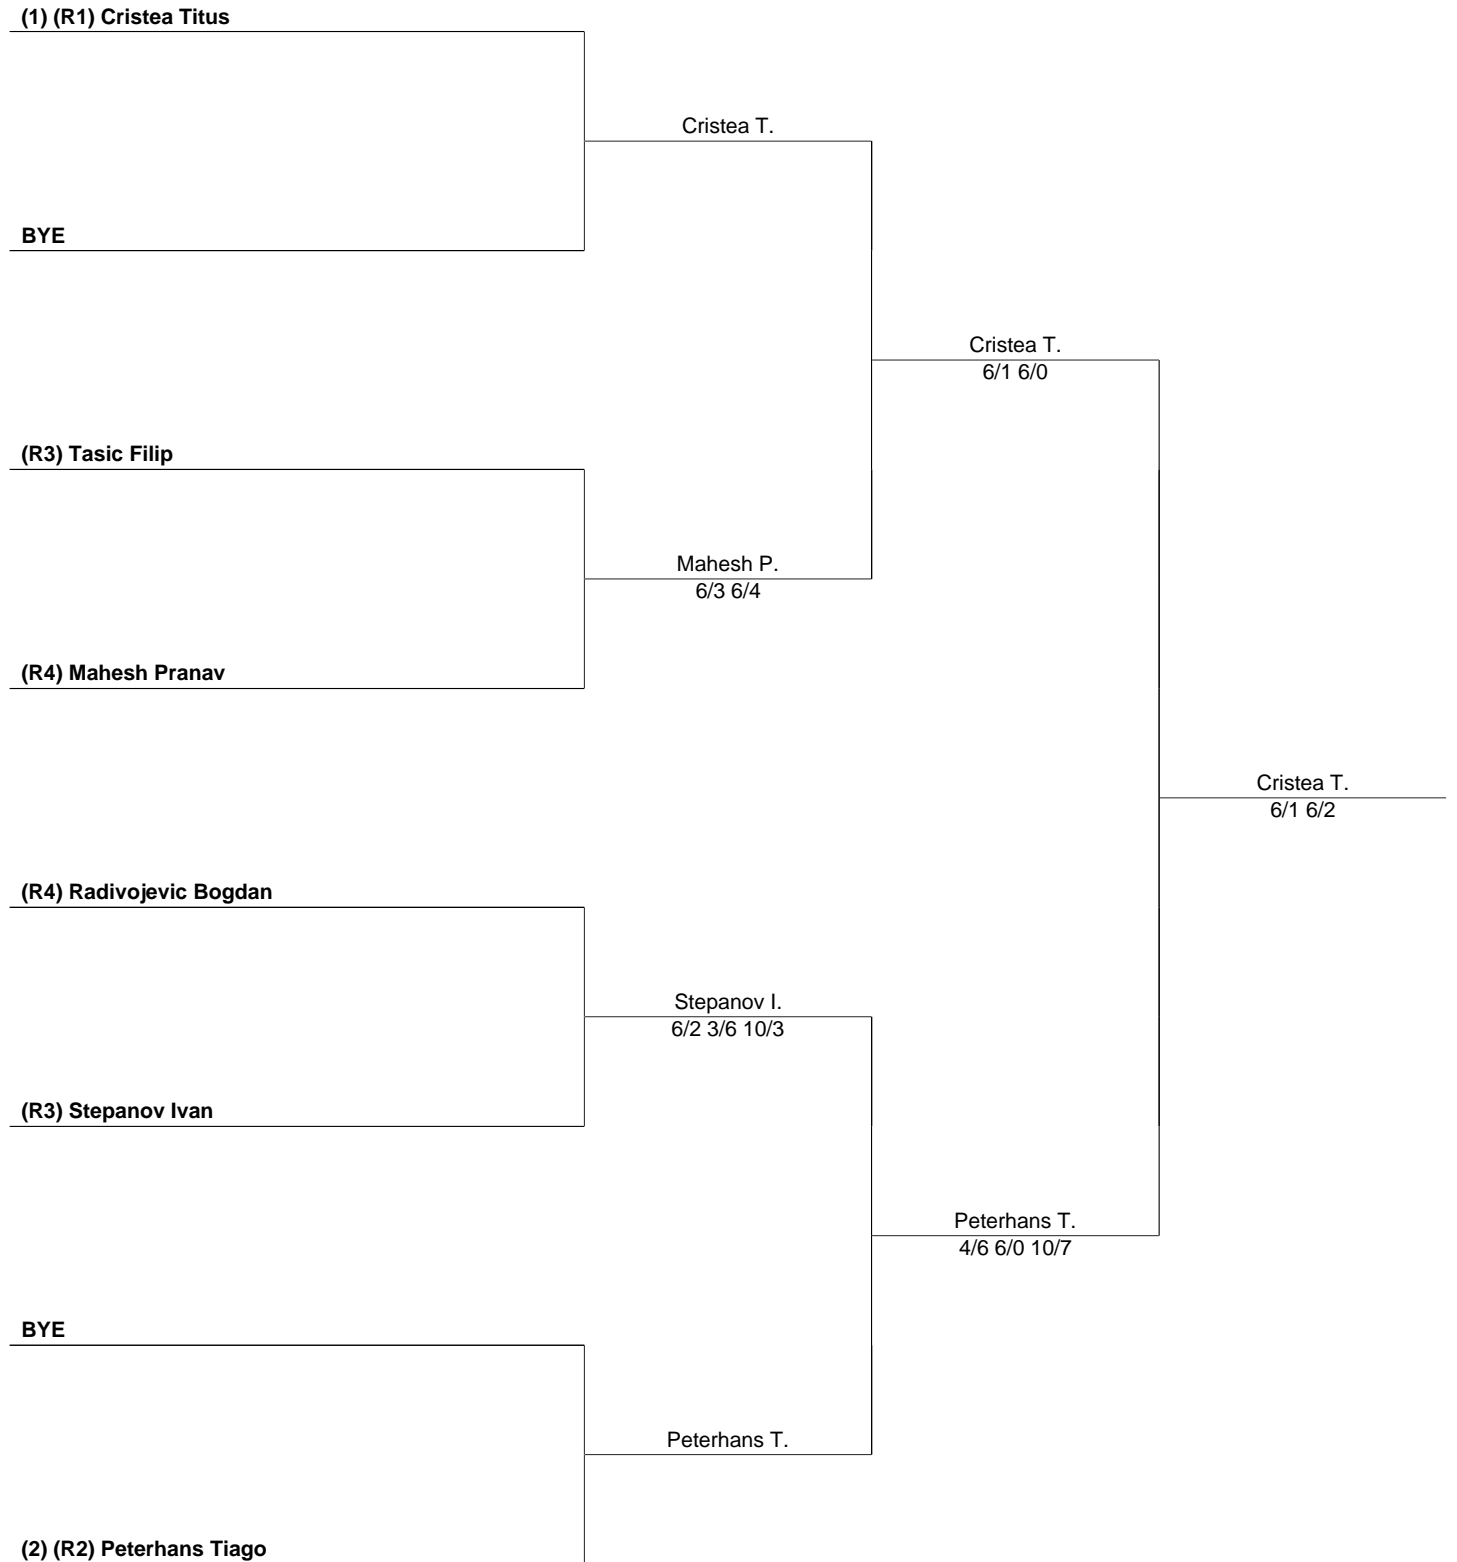 (1) (R1) Cristea Titus
Cristea T.
BYE
Cristea T.
6/1 6/0
(R3) Tasic Filip
Mahesh P.
6/3 6/4
(R4) Mahesh Pranav
Cristea T.
6/1 6/2
(R4) Radivojevic Bogdan
Stepanov I.
6/2 3/6 10/3
(R3) Stepanov Ivan
Peterhans T.
4/6 6/0 10/7
BYE
Peterhans T.
(2) (R2) Peterhans Tiago